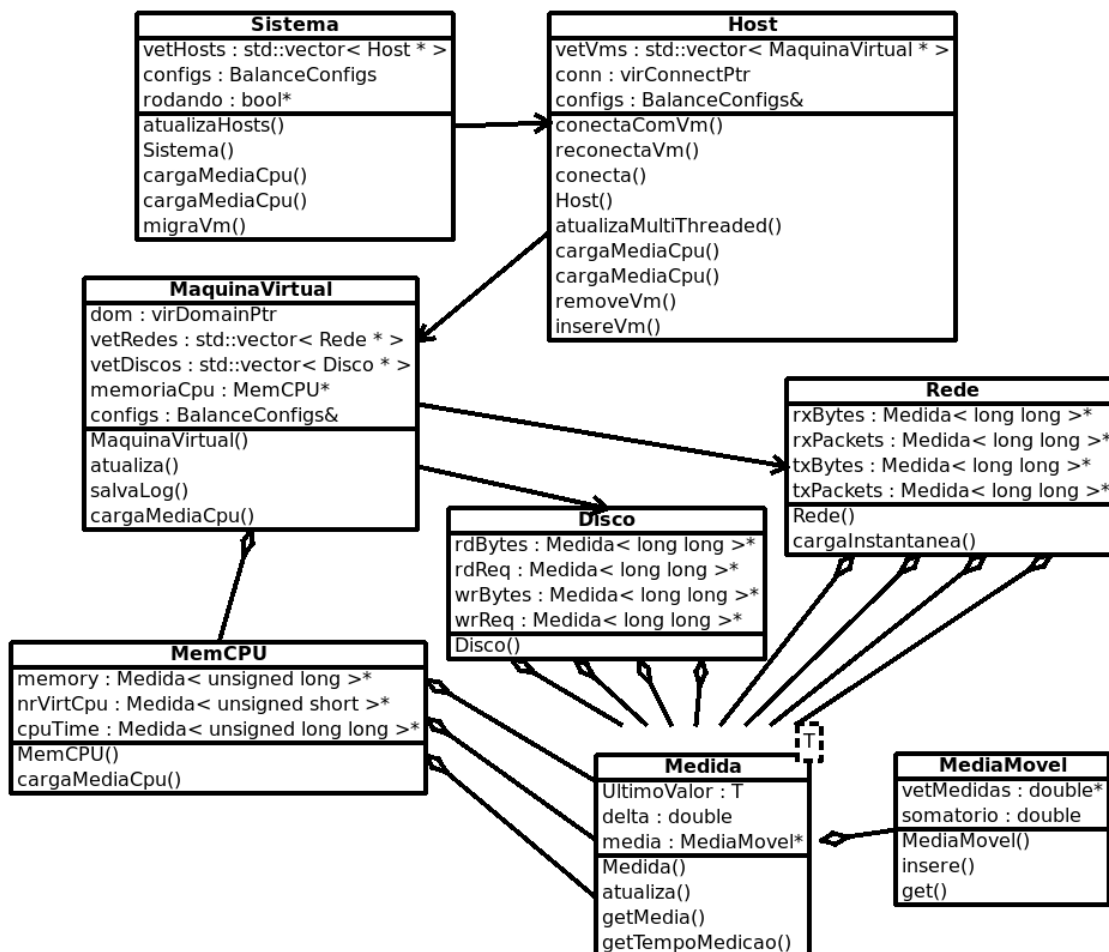 Sistema
vetHosts : std::vector< Host * >
configs : BalanceConfigs
rodando : bool*
atualizaHosts()
Sistema()
cargaMediaCpu()
cargaMediaCpu()
migraVm()
Host
vetVms : std::vector< MaquinaVirtual * >
conn : virConnectPtr
configs : BalanceConfigs&
conectaComVm()
reconectaVm()
conecta()
Host()
atualizaMultiThreaded()
cargaMediaCpu()
cargaMediaCpu()
removeVm()
insereVm()
MaquinaVirtual
dom : virDomainPtr
vetRedes : std::vector< Rede * >
vetDiscos : std::vector< Disco * >
memoriaCpu : MemCPU*
configs : BalanceConfigs&
MaquinaVirtual()
atualiza()
salvaLog()
cargaMediaCpu()
Rede
rxBytes : Medida< long long >*
rxPackets : Medida< long long >*
txBytes : Medida< long long >*
txPackets : Medida< long long >*
Rede()
cargaInstantanea()
Disco
rdBytes : Medida< long long >*
rdReq : Medida< long long >*
wrBytes : Medida< long long >*
wrReq : Medida< long long >*
Disco()
MemCPU
memory : Medida< unsigned long >*
nrVirtCpu : Medida< unsigned short >*
cpuTime : Medida< unsigned long long >*
MemCPU()
cargaMediaCpu()
T
Medida
UltimoValor : T
delta : double
media : MediaMovel*
Medida()
atualiza()
getMedia()
getTempoMedicao()
MediaMovel
vetMedidas : double*
somatorio : double
MediaMovel()
insere()
get()